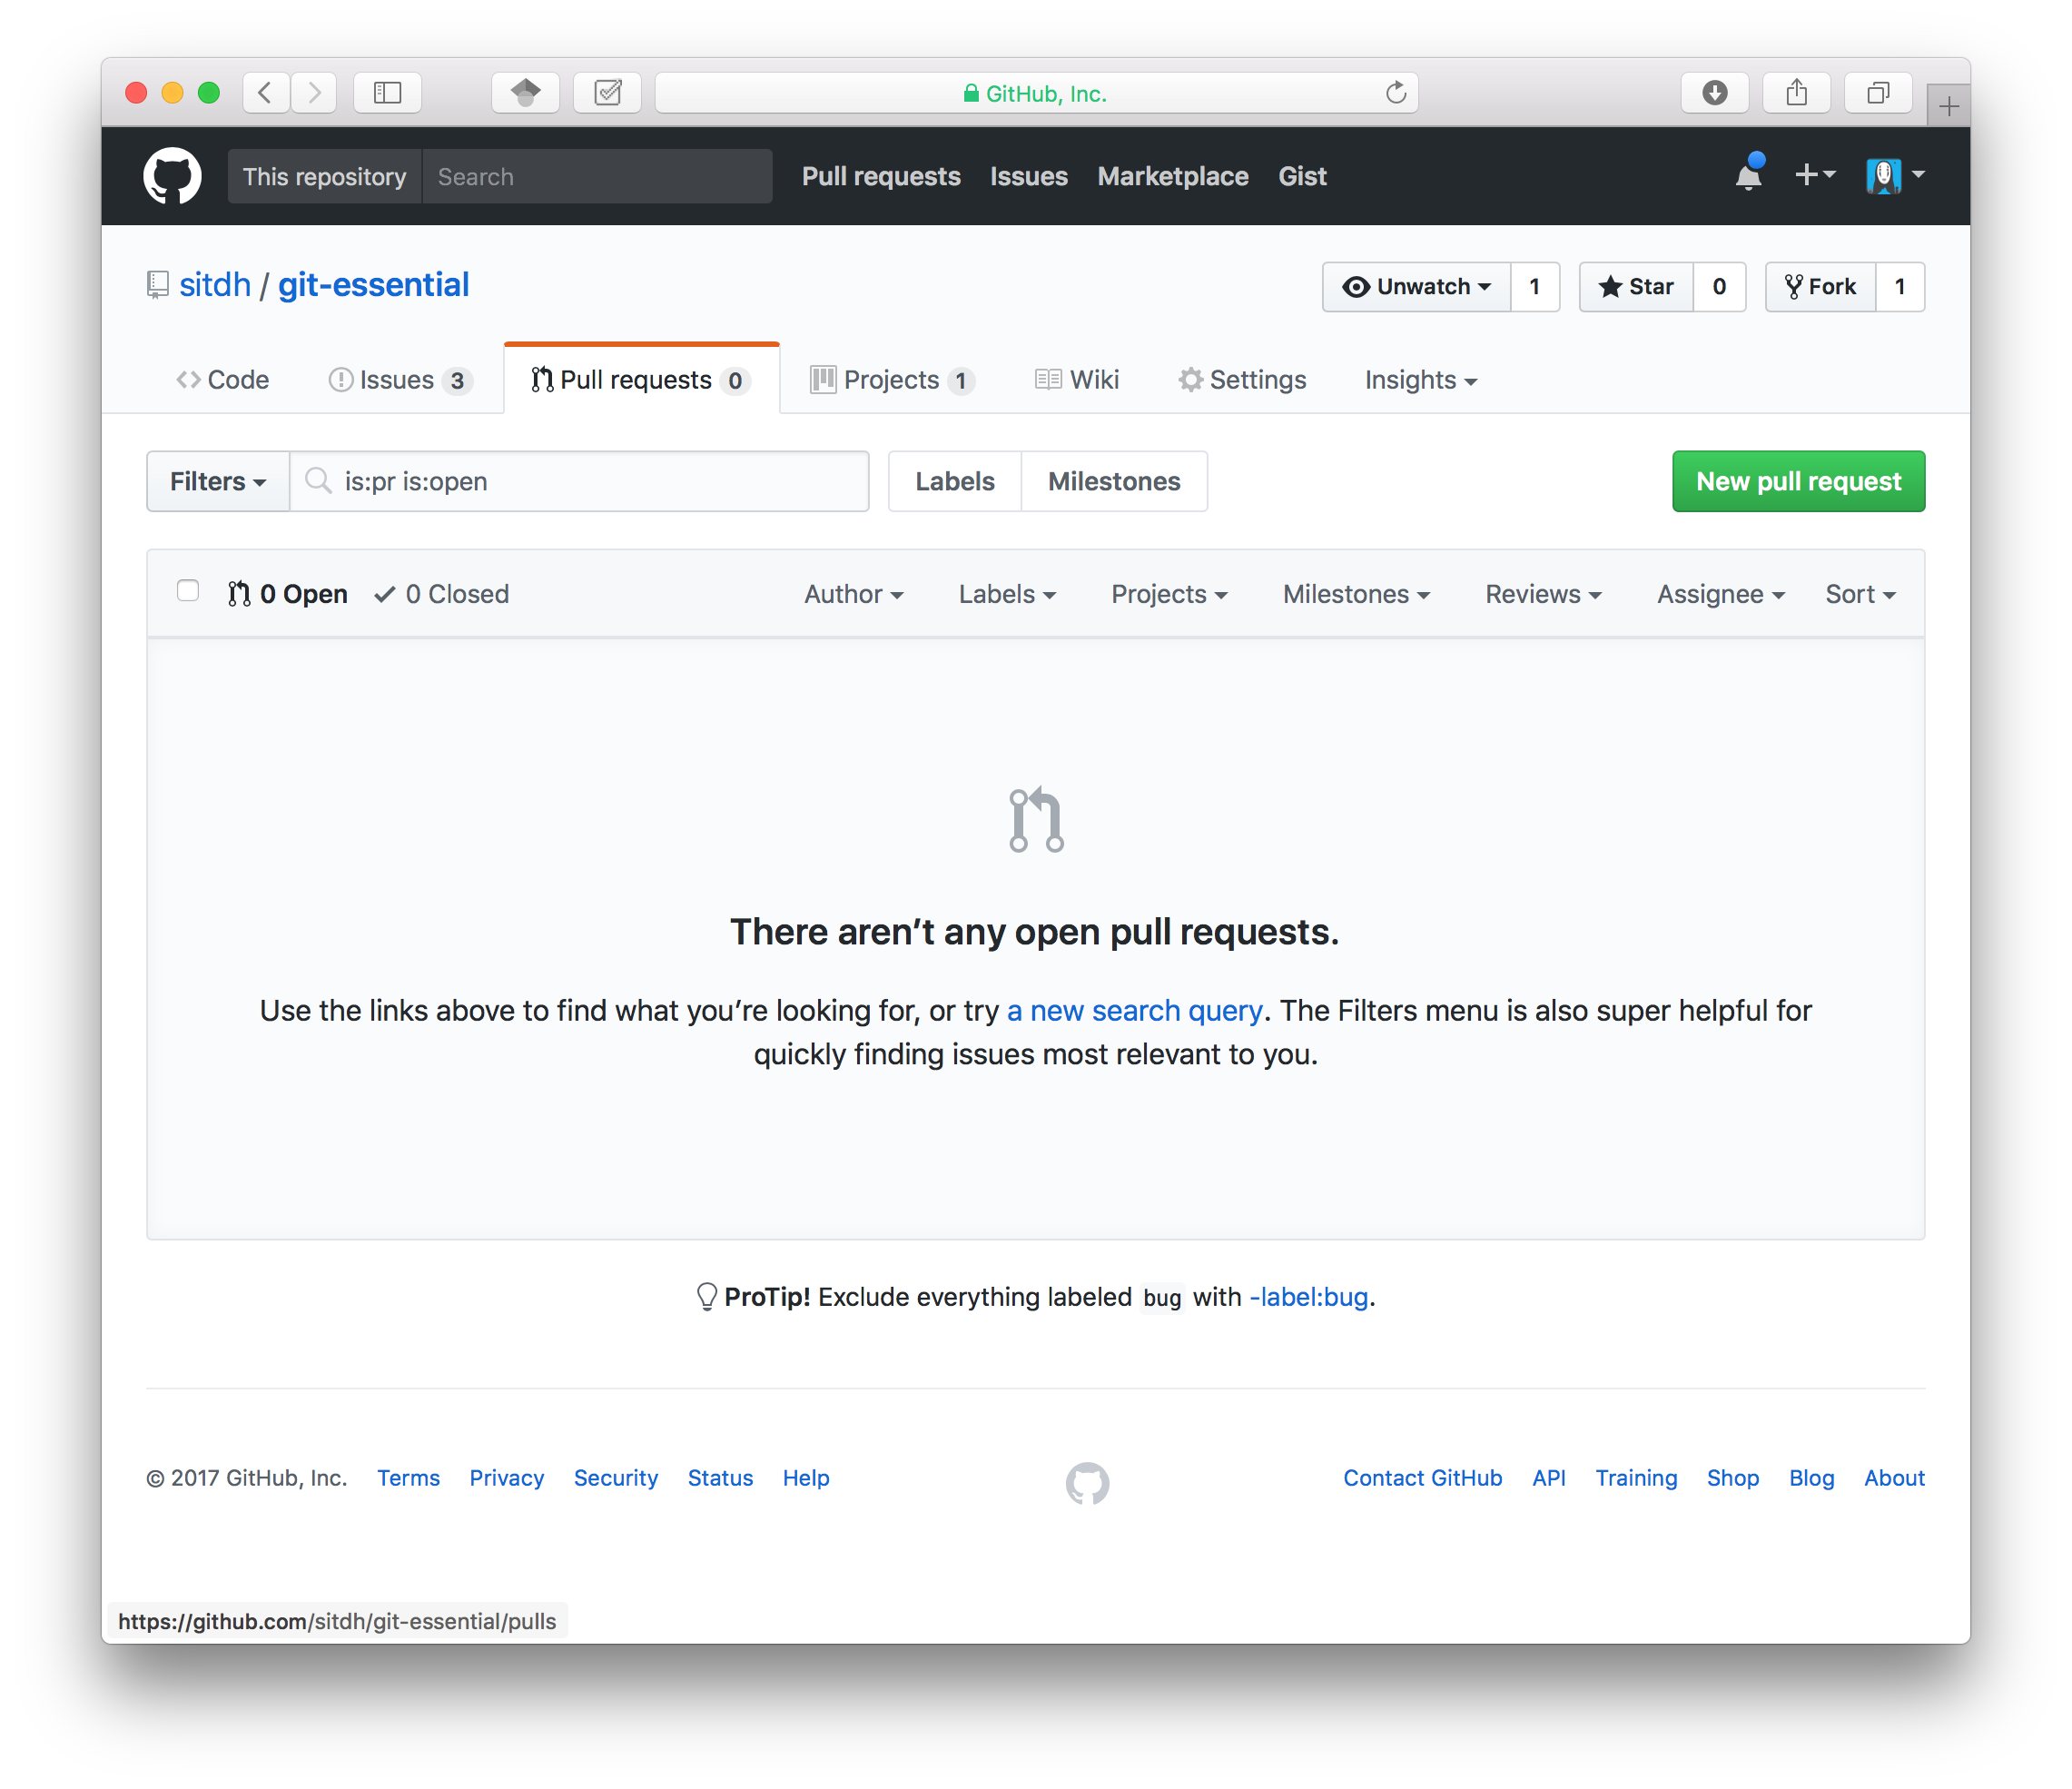 GitHub, Inc.
This repository Search Pull requests Issues Marketplace Gist
sitdh / git-essential Unwatch 1 Star 0 Fork 1
Code Issues 3 Pull requests 0 Projects 1 Wiki Settings Insights
Filters is:pr is:open Labels Milestones New pull request
0 Open 0 Closed Author Labels Projects Milestones Reviews Assignee Sort
There aren’t any open pull requests.
Use the links above to find what you’re looking for, or try a new search query. The Filters menu is also super helpful for
quickly finding issues most relevant to you.
ProTip! Exclude everything labeled bug with -label:bug.
© 2017 GitHub, Inc. Terms Privacy Security Status Help Contact GitHub API Training Shop Blog About
https://github.com/sitdh/git-essential/pulls